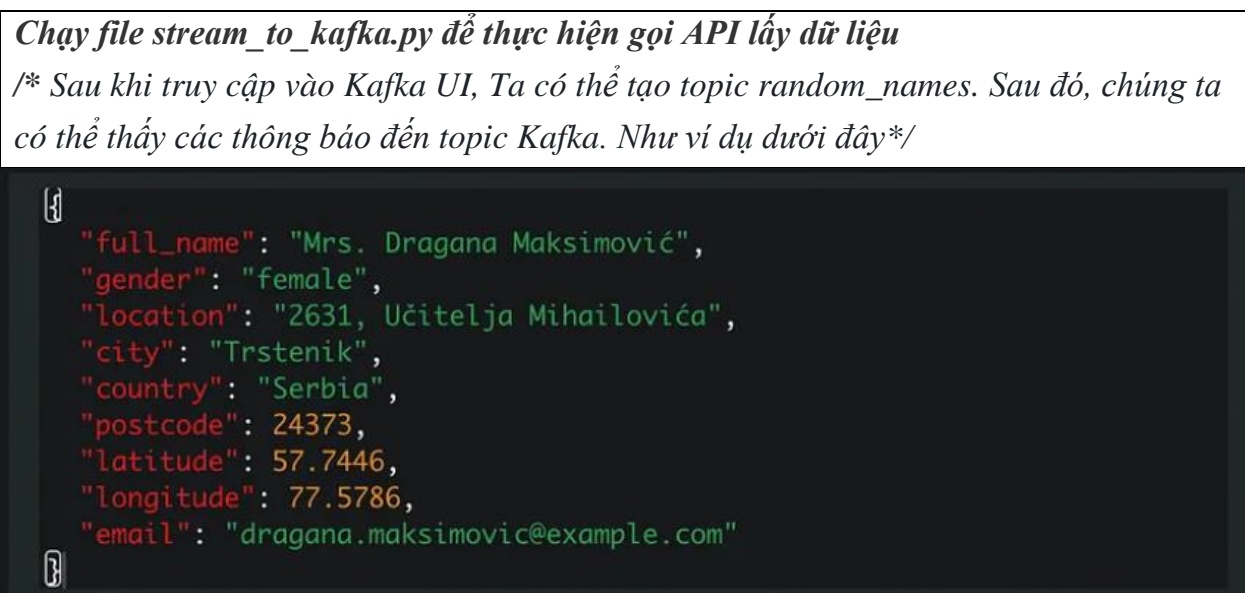 Chạy file stream_to_kafka.py để thực hiện gọi API lấy dữ liệu
/* Sau khi truy cập vào Kafka UI, Ta có thể tạo topic random_names. Sau đó, chúng ta
có thể thấy các thông báo đến topic Kafka. Như ví dụ dưới đây*/
{
"full_name": "Mrs. Dragana Maksimović",
"gender": "female",
"location": "2631, Učitelja Mihailovića",
"city": "Trstenik",
"country": "Serbia",
"postcode": 24373,
"latitude": 57.7446,
"longitude": 77.5786,
"email": "dragana.maksimovic@example.com"
}